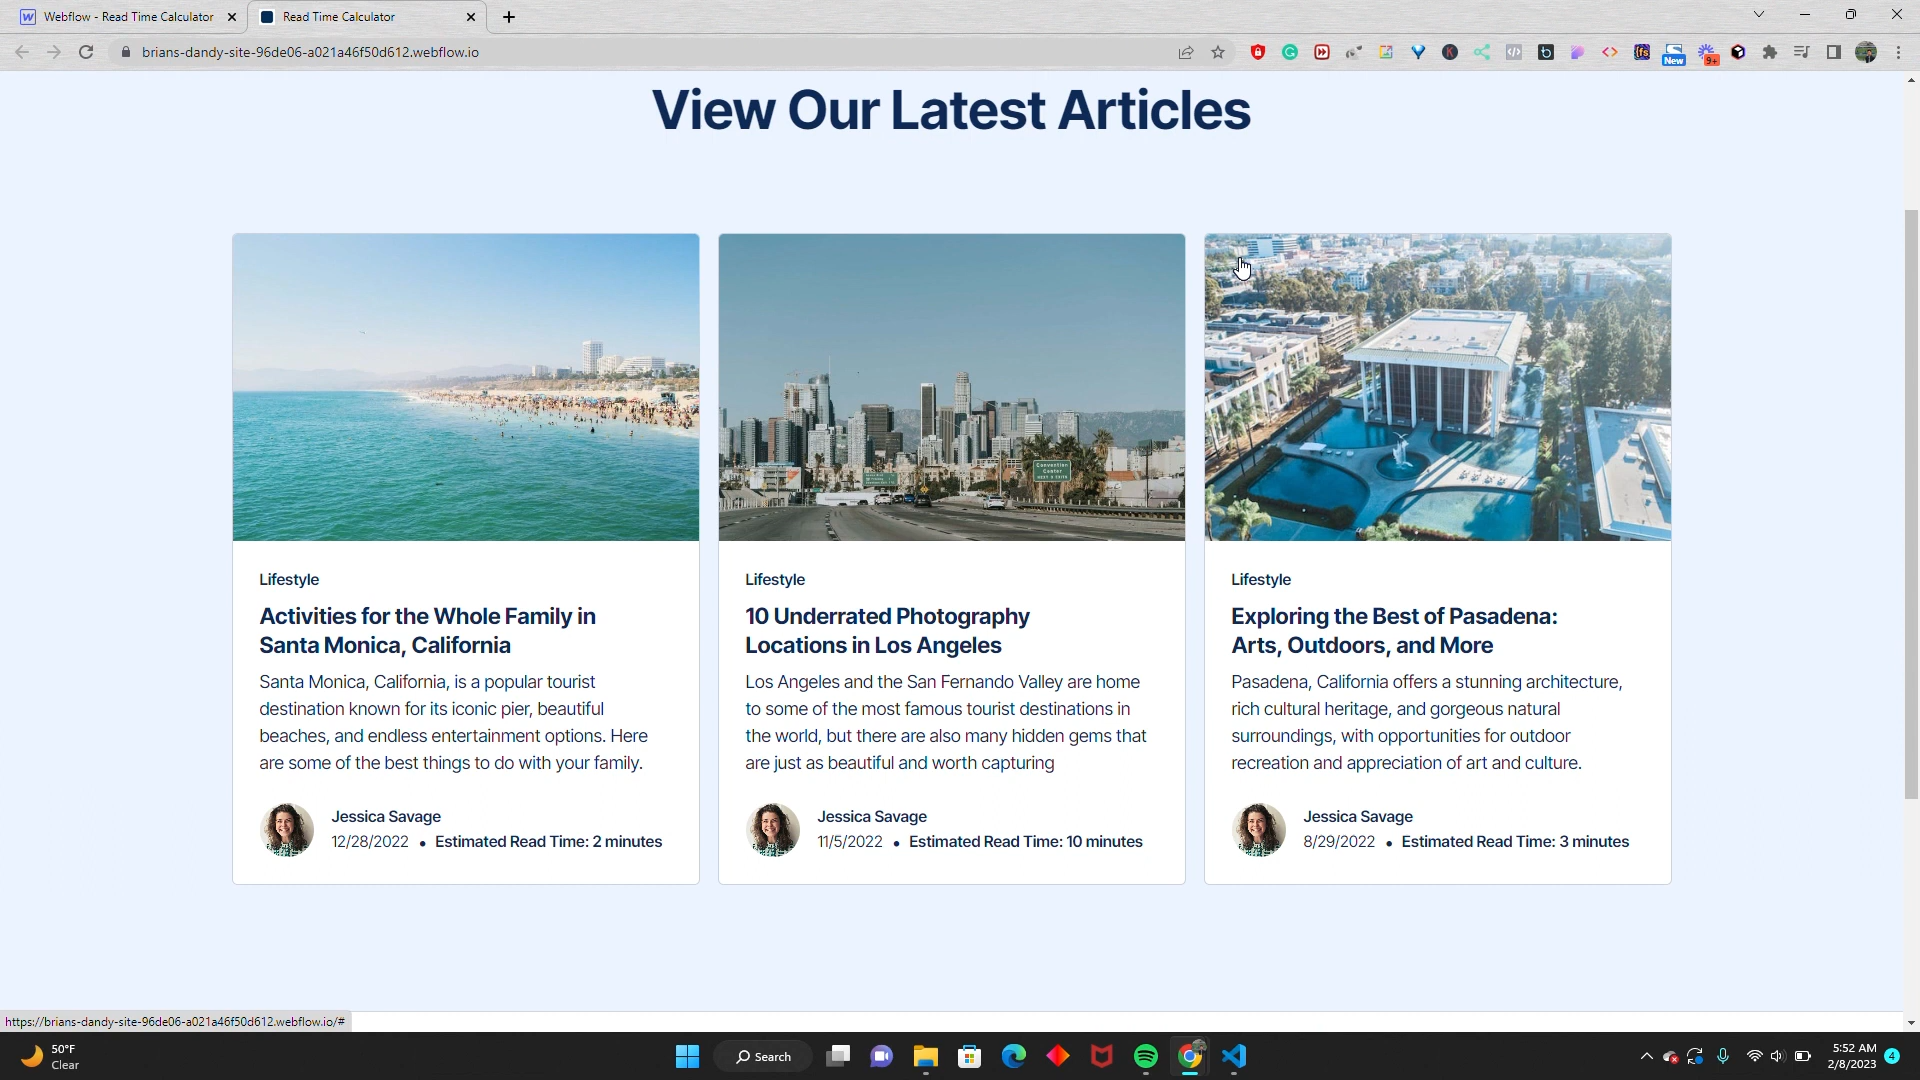 Webflow - Read Time Calculator
Read Time Calculator
brians-dandy-site-96de06-a021a46f50d612.webflow.io
New
9+
View Our Latest Articles
Convention
Center
Lifestyle
Activities for the Whole Family in
Santa Monica, California
Santa Monica, California, is a popular tourist
destination known for its iconic pier, beautiful
beaches, and endless entertainment options. Here
are some of the best things to do with your family.
Jessica Savage
12/28/2022 • Estimated Read Time: 2 minutes
Lifestyle
10 Underrated Photography
Locations in Los Angeles
Los Angeles and the San Fernando Valley are home
to some of the most famous tourist destinations in
the world, but there are also many hidden gems that
are just as beautiful and worth capturing
Jessica Savage
11/5/2022 • Estimated Read Time: 10 minutes
Lifestyle
Exploring the Best of Pasadena:
Arts, Outdoors, and More
Pasadena, California offers a stunning architecture,
rich cultural heritage, and gorgeous natural
surroundings, with opportunities for outdoor
recreation and appreciation of art and culture.
Jessica Savage
8/29/2022 • Estimated Read Time: 3 minutes
https://brians-dandy-site-96de06-a021a46f50d612.webflow.io/#
50°F
Clear
Search
5:52 AM
2/8/2023
4